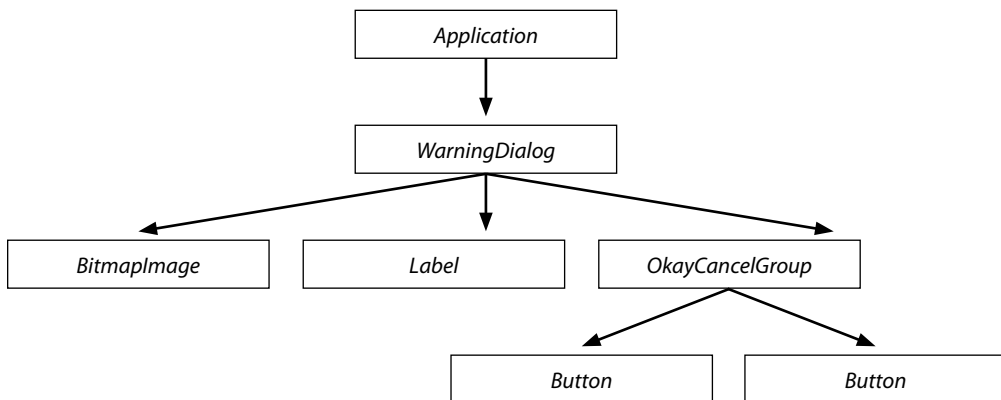 Application
WarningDialog
BitmapImage
Label
OkayCancelGroup
Button
Button